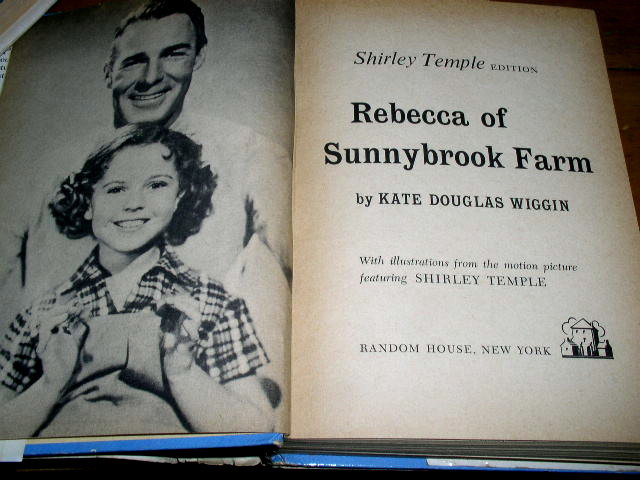 Shirley Temple EDITION
Rebecca of
Sunnybrook Farm
by KATE DOUGLAS WIGGIN
With illustrations from the motion picture
featuring SHIRLEY TEMPLE
RANDOM HOUSE, NEW YORK